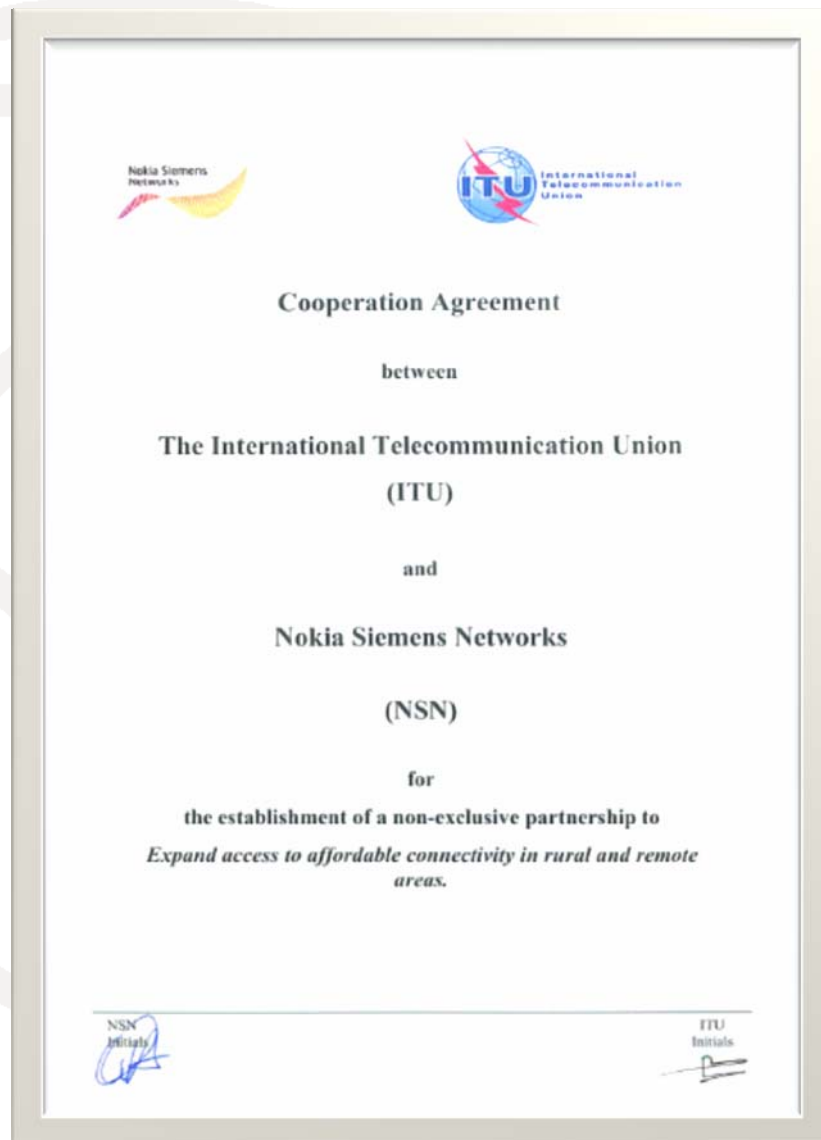 Nokia Siemens
Networks
ITU
International
Telecommunication
Union
Cooperation Agreement
between
The International Telecommunication Union
(ITU)
and
Nokia Siemens Networks
(NSN)
for
the establishment of a non-exclusive partnership to
Expand access to affordable connectivity in rural and remote
areas.
NSN
Initials
ITU
Initials